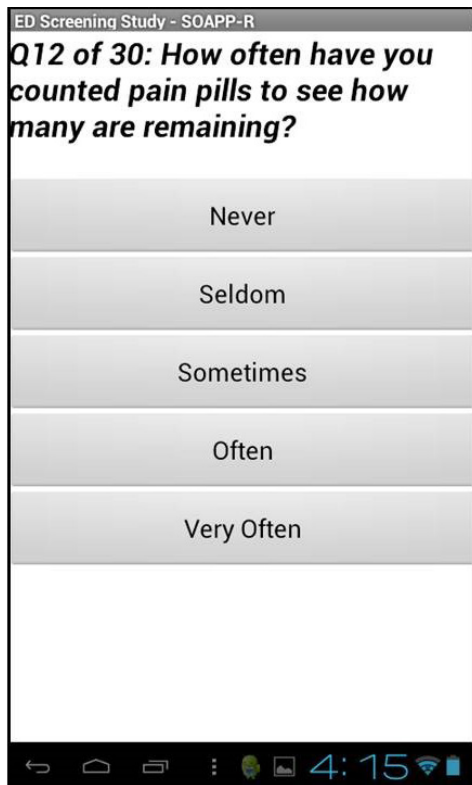 ED Screening Study - SOAPP-R
Q12 of 30: How often have you
counted pain pills to see how
many are remaining?
Never
Seldom
Sometimes
Often
Very Often
4:15